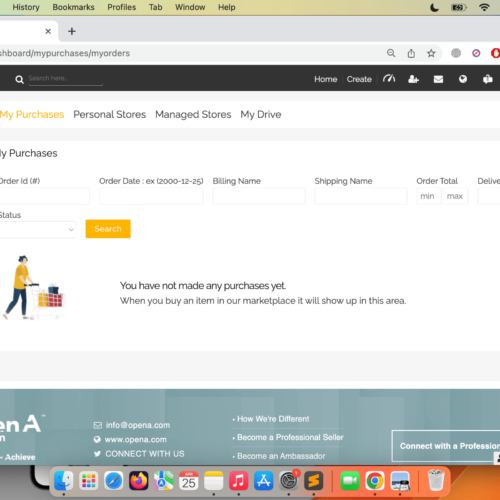 History Bookmarks Profiles Tab Window Help
shboard/mypurchases/myorders
Search here...
Home Create
My Purchases Personal Stores Managed Stores My Drive
My Purchases
Order Id (#) Order Date : ex (2000-12-25) Billing Name Shipping Name Order Total Delive
min max
Status
Search
You have not made any purchases yet.
When you buy an item in our marketplace it will show up in this area.
pen A™
n
- Achieve
info@opena.com
www.opena.com
CONNECT WITH US
• How We're Different
• Become a Professional Seller
• Become an Ambassador
Connect with a Profession
25